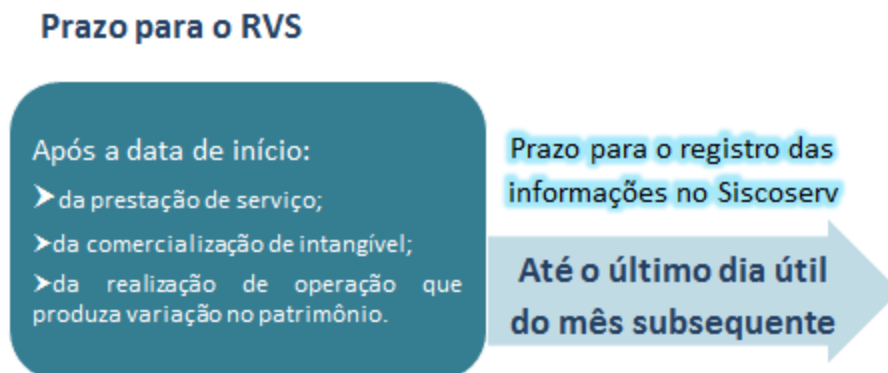 Prazo para o RVS
Após a data de início:
➤da prestação de serviço;
➤da comercialização de intangível;
➤da realização de operação que
produza variação no patrimônio.
Prazo para o registro das
informações no Siscoserv
Até o último dia útil
do mês subsequente